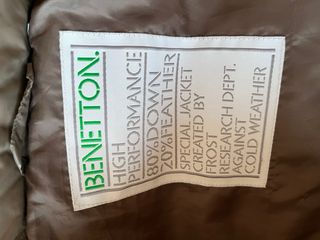 BENETTON.
HIGH
PERFORMANCE
80%DOWN
20%FEATHER
SPECIAL JACKET
CREATED BY
FROST
RESEARCH DEPT.
AGAINST
COLD WEATHER